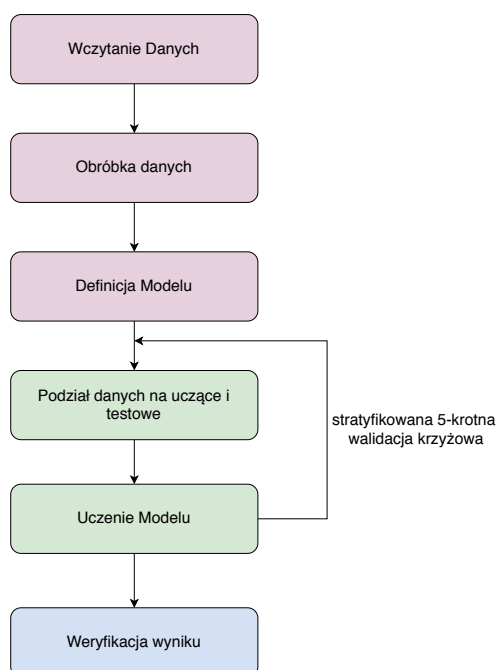 Wczytanie Danych
Obróbka danych
Definicja Modelu
Podział danych na uczące i
testowe
stratyfikowana 5-krotna
walidacja krzyżowa
Uczenie Modelu
Weryfikacja wyniku